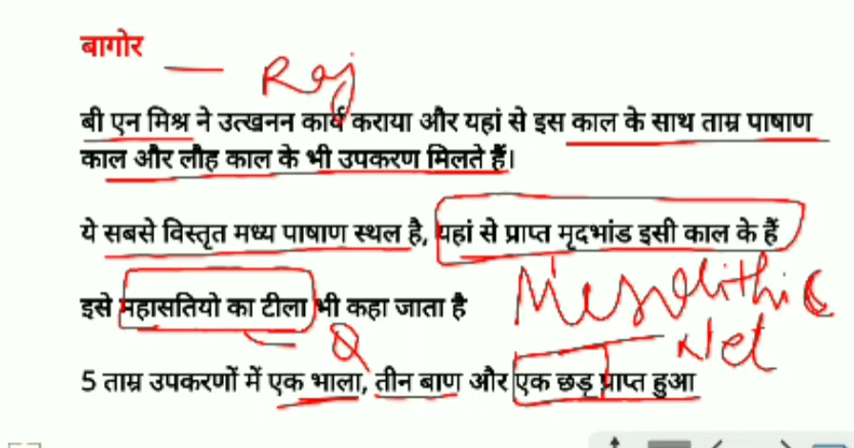 बागोर — Raj
बी एन मिश्र ने उत्खनन कार्य कराया और यहां से इस काल के साथ ताम्र पाषाण
काल और लौह काल के भी उपकरण मिलते हैं।
ये सबसे विस्तृत मध्य पाषाण स्थल है, यहां से प्राप्त मृदभांड इसी काल के हैं
Mesolithic
इसे महासतियो का टीला भी कहा जाता है
5 ताम्र उपकरणों में एक भाला, तीन बाण और एक छड़ प्राप्त हुआ